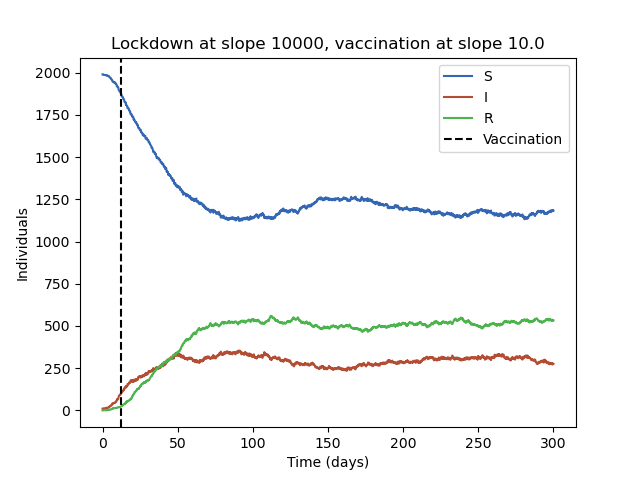 Lockdown at slope 10000, vaccination at slope 10.0
S
I
R
Vaccination
2000
1750
1500
1250
1000
750
500
250
0
Individuals
0 50 100 150 200 250 300
Time (days)